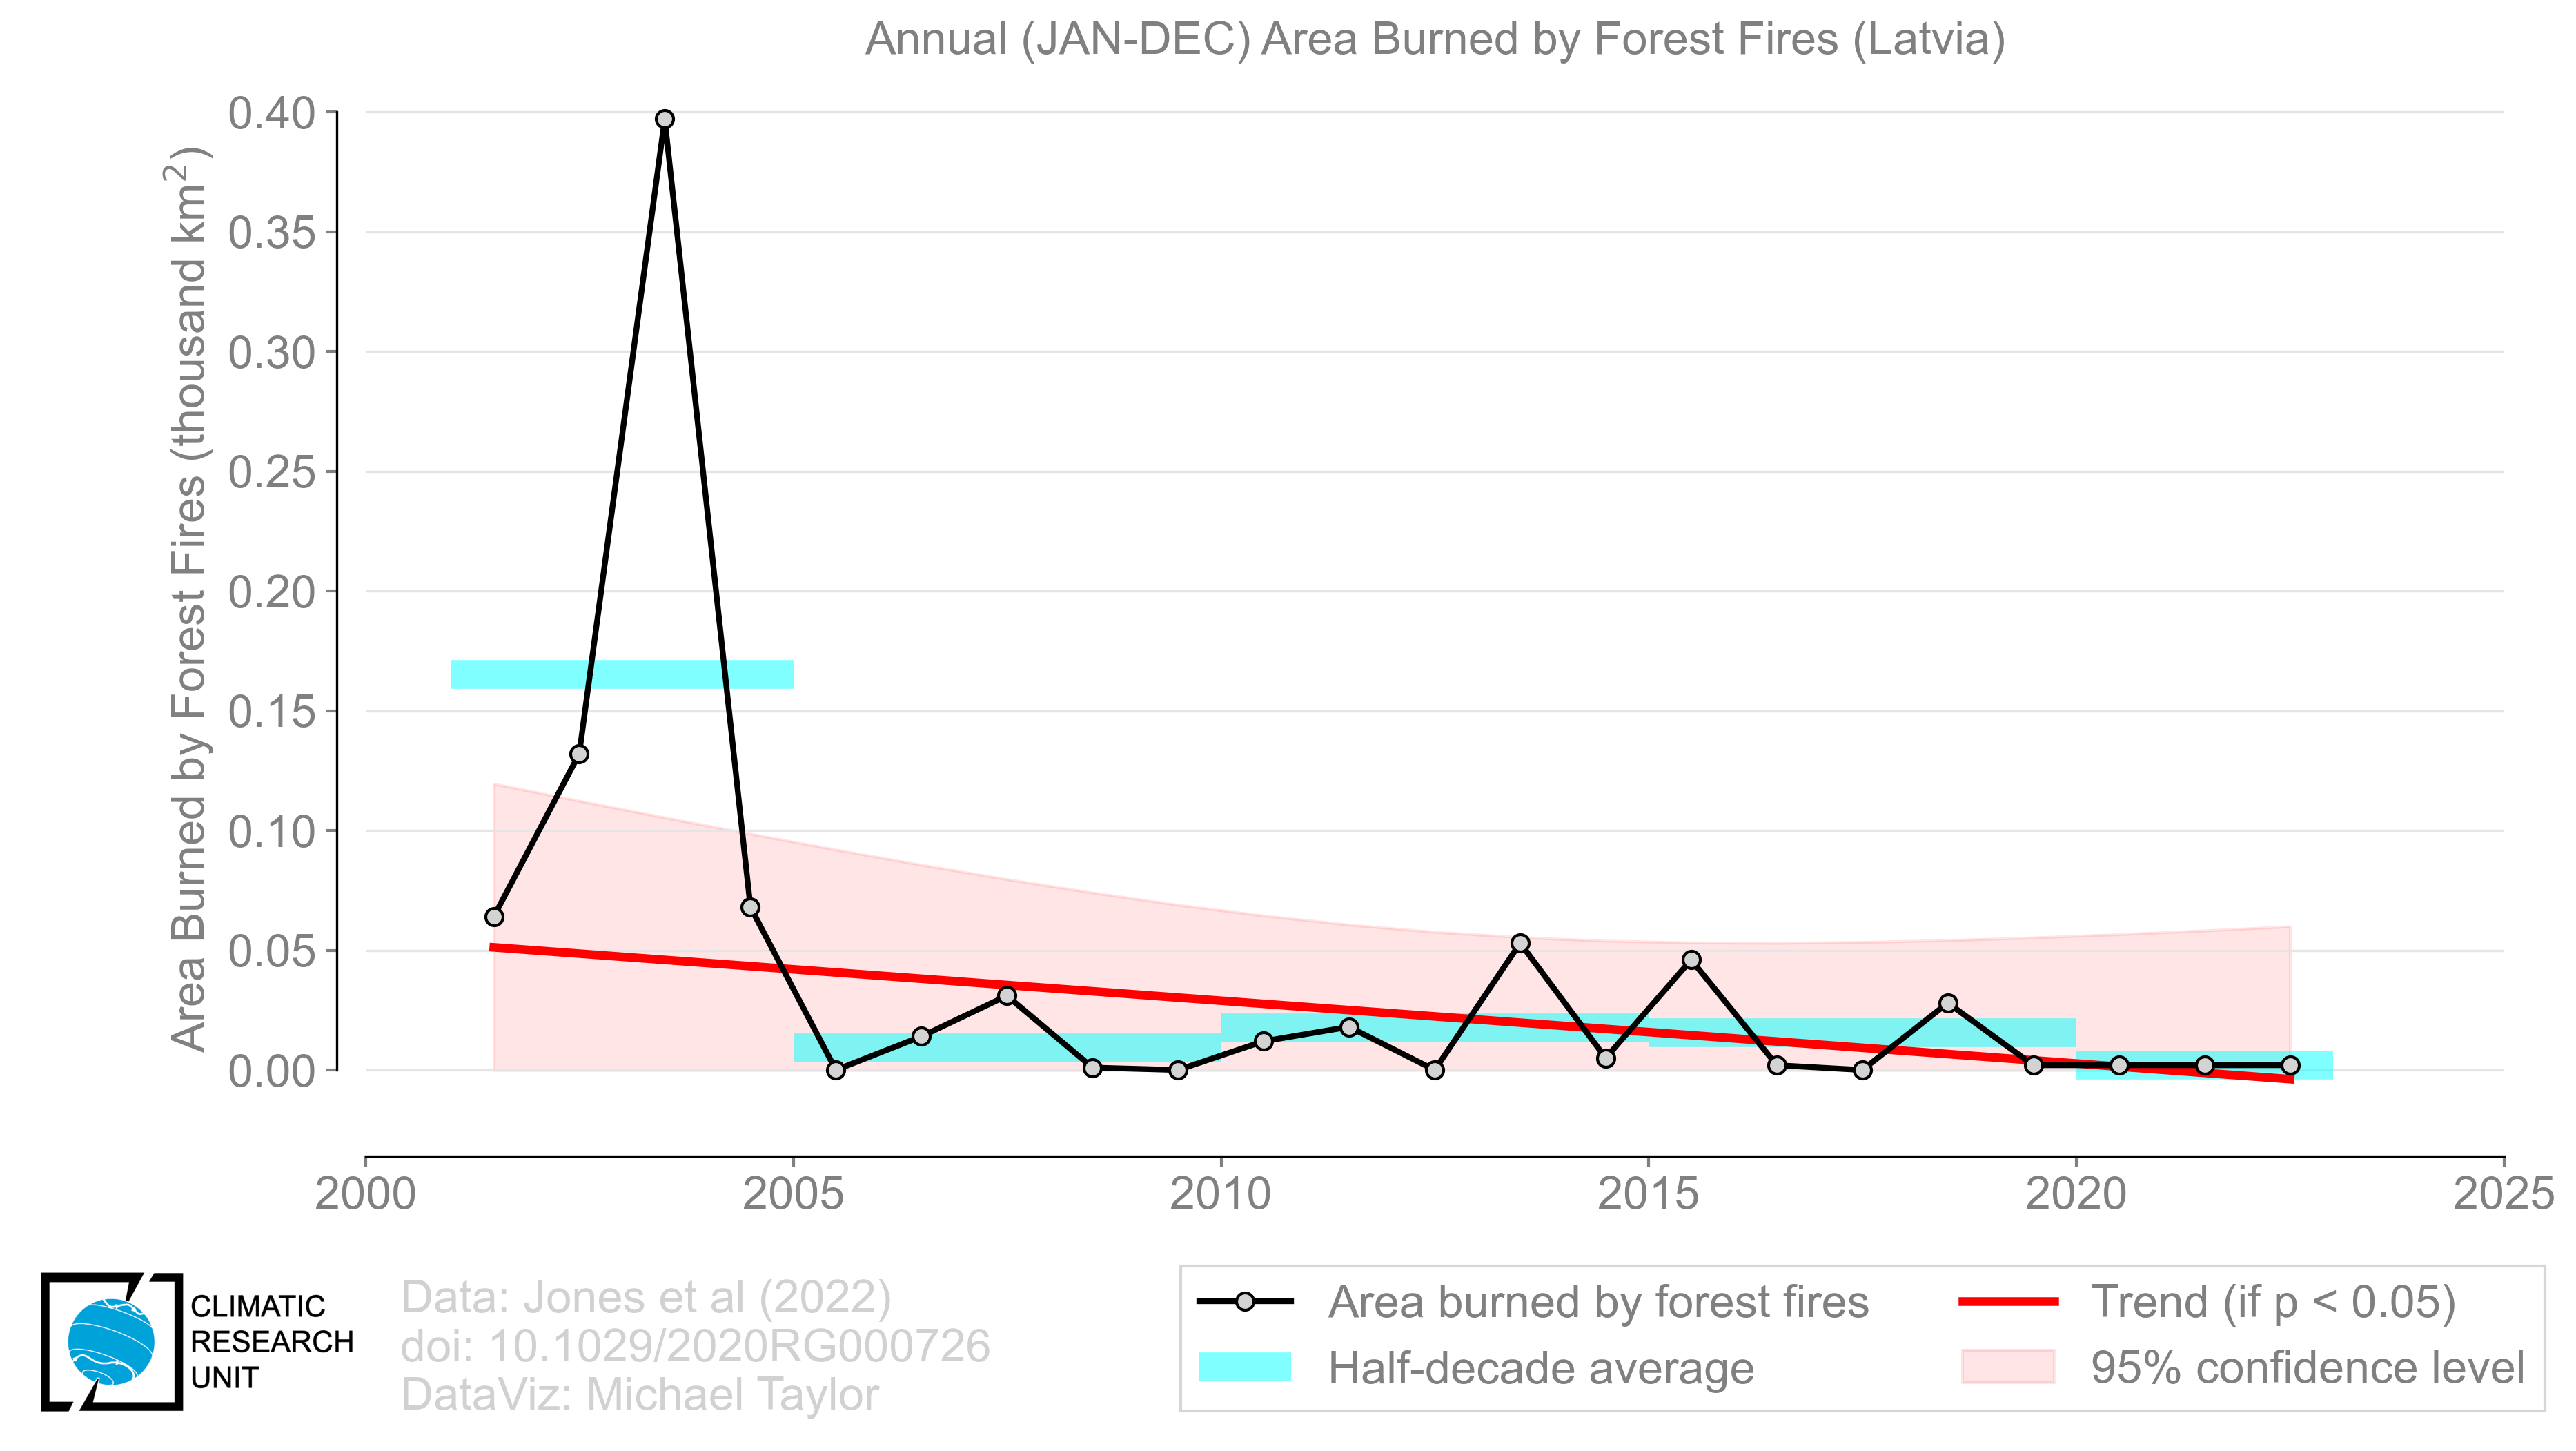 Annual (JAN-DEC) Area Burned by Forest Fires (Latvia)
Area Burned by Forest Fires (thousand km²)
0.40
0.35
0.30
0.25
0.20
0.15
0.10
0.05
0.00
2000 2005 2010 2015 2020 2025
CLIMATIC
RESEARCH
UNIT
Data: Jones et al (2022)
doi: 10.1029/2020RG000726
DataViz: Michael Taylor
Area burned by forest fires
Half-decade average
Trend (if p < 0.05)
95% confidence level